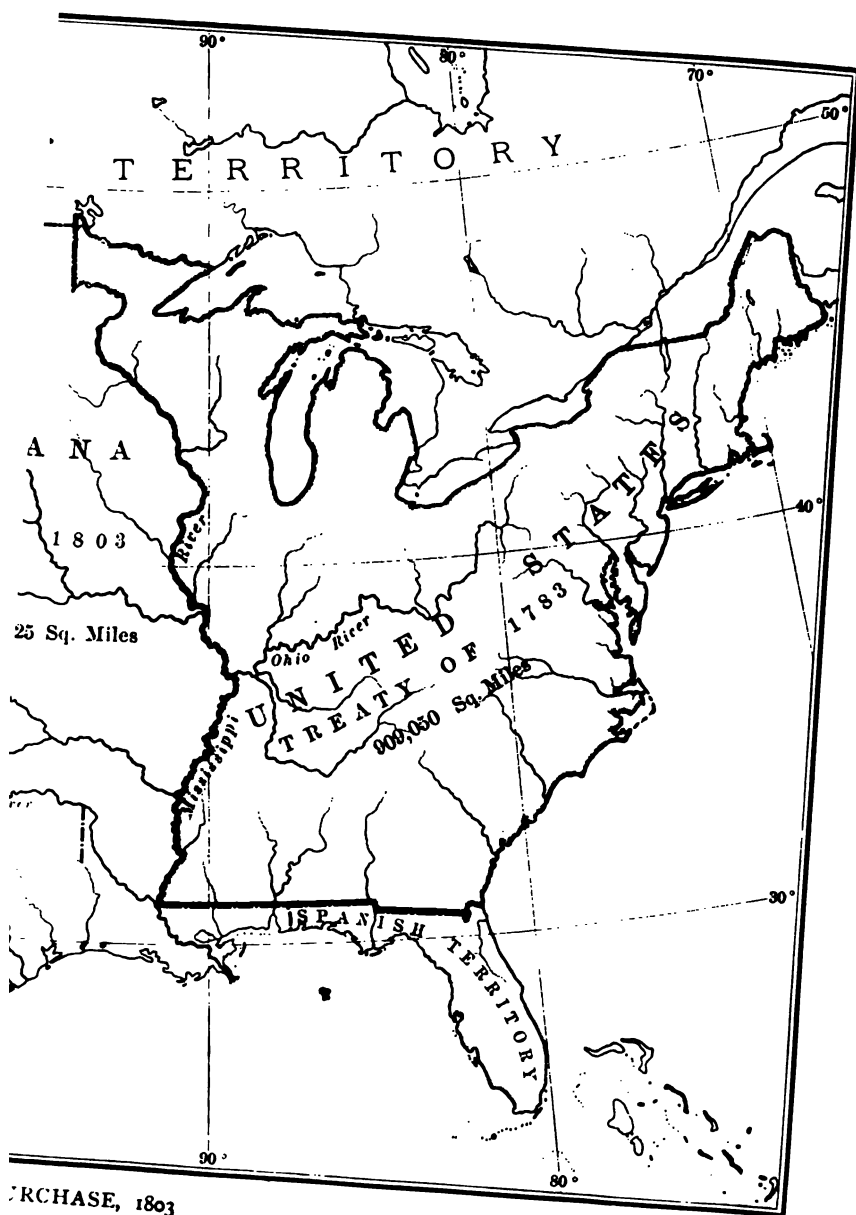 90°
80°
70°
50°
TERRITORY
ANA
1803
River
40°
25 Sq. Miles
Ohio River
UNITED STATES
TREATY OF 1783
909,050 Sq. Miles
Mississippi
30°
SPANISH TERRITORY
90°
80°
URCHASE, 1803